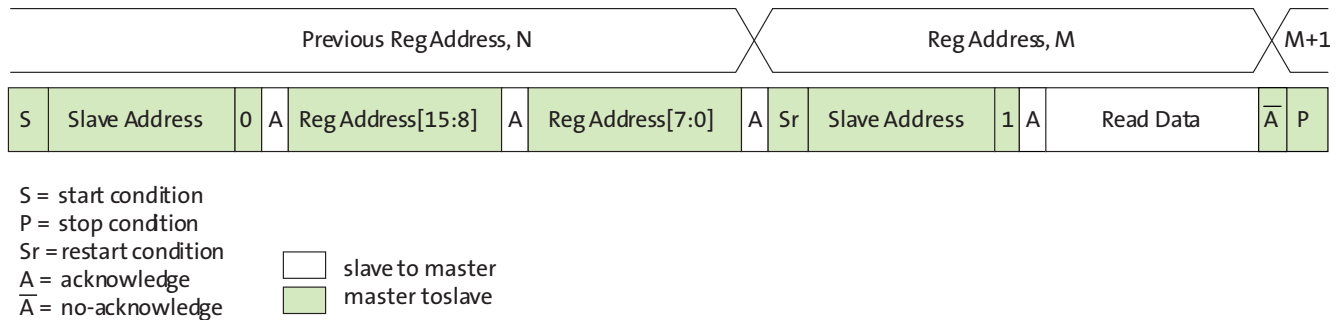 Previous Reg Address, N Reg Address, M M+1
S Slave Address 0 A Reg Address[15:8] A Reg Address[7:0] A Sr Slave Address 1 A Read Data A̅ P
S = start condition
P = stop condition
Sr = restart condition
A = acknowledge
A̅ = no-acknowledge
slave to master
master toslave